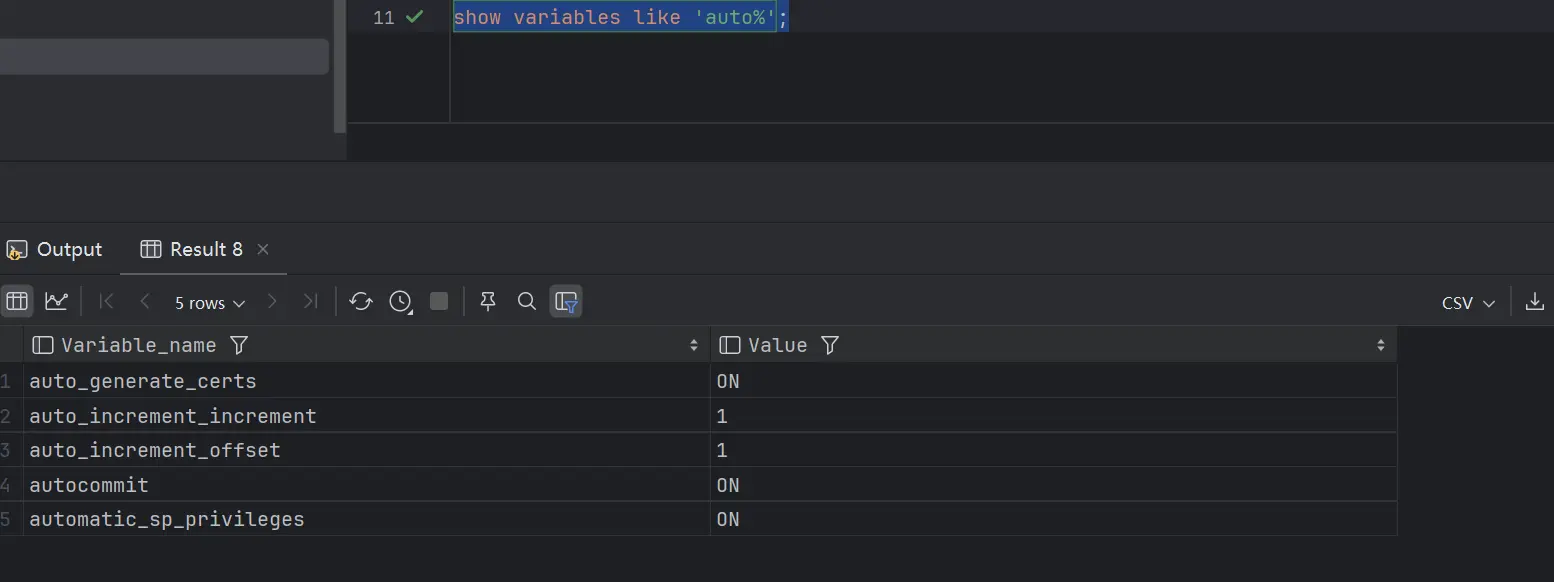 11 show variables like 'auto%';
Output Result 8
5 rows CSV
Variable_name Value
1 auto_generate_certs ON
2 auto_increment_increment 1
3 auto_increment_offset 1
4 autocommit ON
5 automatic_sp_privileges ON